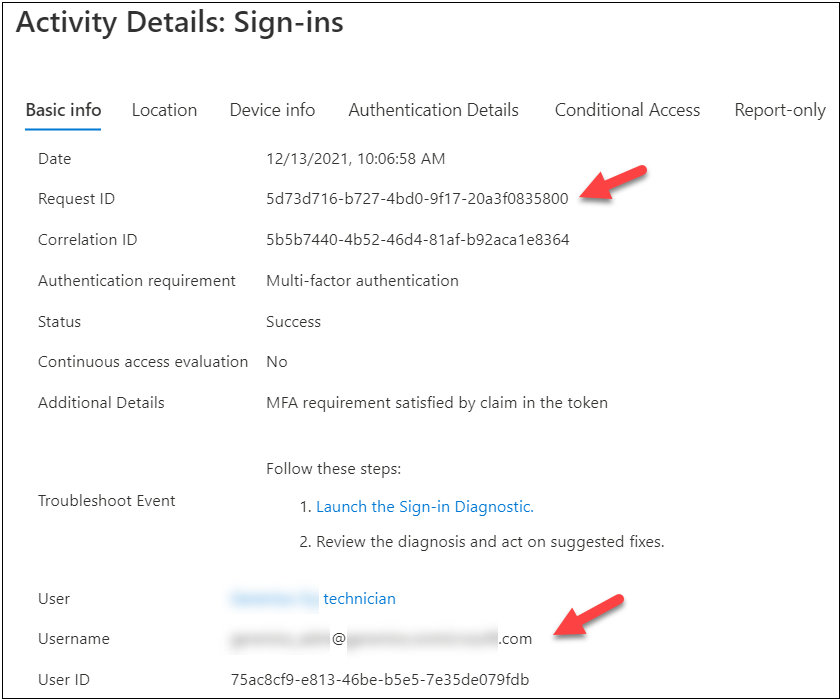 Activity Details: Sign-ins
Basic info Location Device info Authentication Details Conditional Access Report-only
Date 12/13/2021, 10:06:58 AM
Request ID 5d73d716-b727-4bd0-9f17-20a3f0835800
Correlation ID 5b5b7440-4b52-46d4-81af-b92aca1e8364
Authentication requirement Multi-factor authentication
Status Success
Continuous access evaluation No
Additional Details MFA requirement satisfied by claim in the token
Follow these steps:
Troubleshoot Event
1. Launch the Sign-in Diagnostic.
2. Review the diagnosis and act on suggested fixes.
User technician
Username @ .com
User ID 75ac8cf9-e813-46be-b5e5-7e35de079fdb